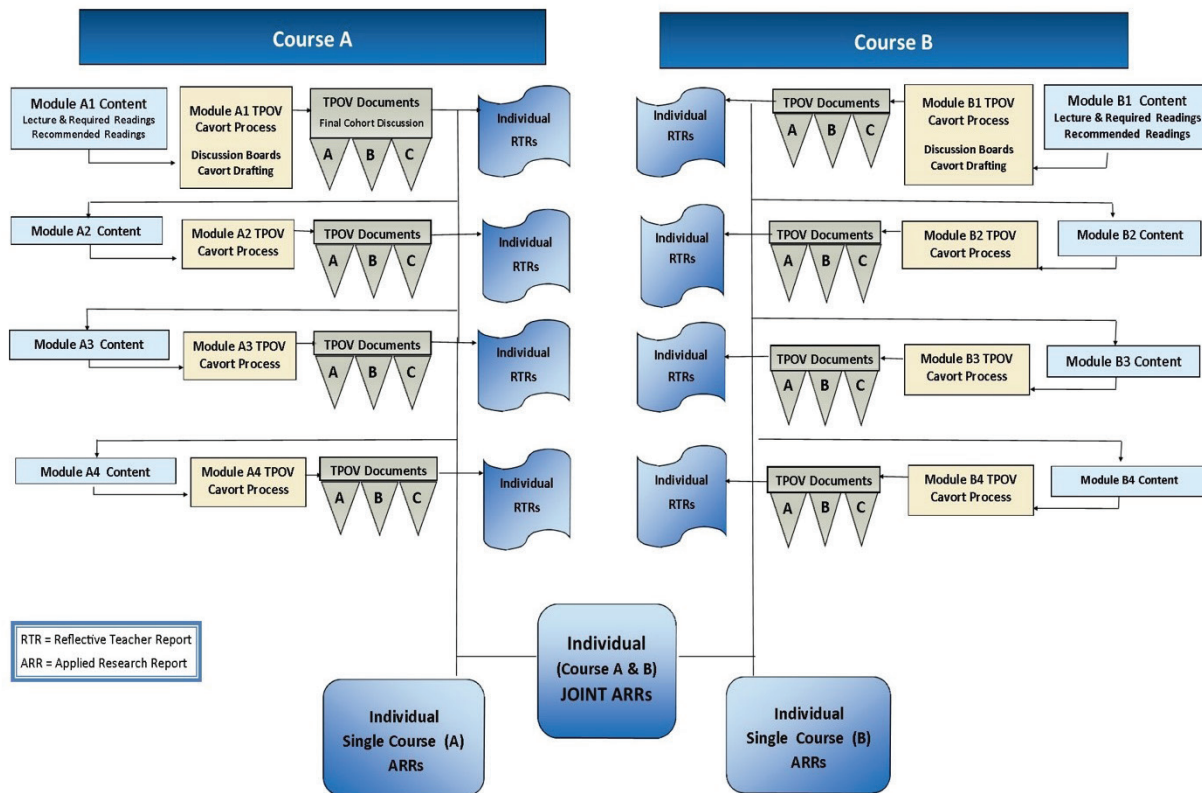 Course A
Course B
Module A1 Content
Lecture & Required Readings
Recommended Readings
Module A1 TPOV
Cavort Process
Discussion Boards
Cavort Drafting
TPOV Documents
Final Cohort Discussion
A B C
Individual
RTRs
Individual
RTRs
TPOV Documents
A B C
Module B1 TPOV
Cavort Process
Discussion Boards
Cavort Drafting
Module B1 Content
Lecture & Required Readings
Recommended Readings
Module A2 Content
Module A2 TPOV
Cavort Process
TPOV Documents
A B C
Individual
RTRs
Individual
RTRs
TPOV Documents
A B C
Module B2 TPOV
Cavort Process
Module B2 Content
Module A3 Content
Module A3 TPOV
Cavort Process
TPOV Documents
A B C
Individual
RTRs
Individual
RTRs
TPOV Documents
A B C
Module B3 TPOV
Cavort Process
Module B3 Content
Module A4 Content
Module A4 TPOV
Cavort Process
TPOV Documents
A B C
Individual
RTRs
Individual
RTRs
TPOV Documents
A B C
Module B4 TPOV
Cavort Process
Module B4 Content
RTR = Reflective Teacher Report
ARR = Applied Research Report
Individual
(Course A & B)
JOINT ARRs
Individual
Single Course (A)
ARRs
Individual
Single Course (B)
ARRs